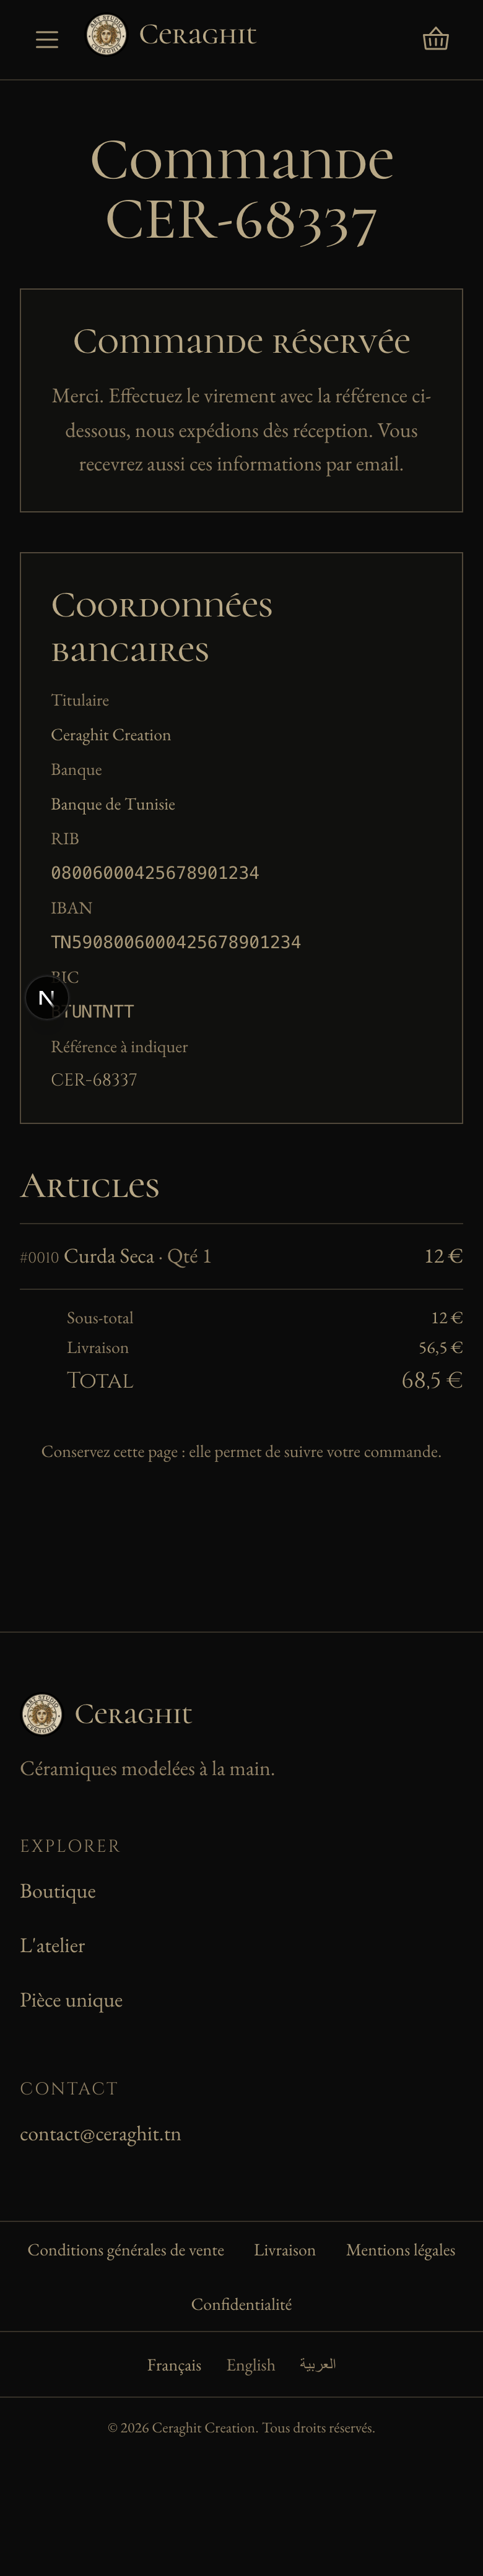 Ceraghit
Commande
CER-68337
Commande réservée
Merci. Effectuez le virement avec la référence ci-
dessous, nous expédions dès réception. Vous
recevrez aussi ces informations par email.
Coordonnées
bancaires
Titulaire
Ceraghit Creation
Banque
Banque de Tunisie
RIB
08006000425678901234
IBAN
TN5908006000425678901234
BIC
N
TUNTNTT
Référence à indiquer
CER-68337
Articles
#0010 Curda Seca · Qté 1 12 €
Sous-total 12 €
Livraison 56,5 €
Total 68,5 €
Conservez cette page : elle permet de suivre votre commande.
Ceraghit
Céramiques modelées à la main.
EXPLORER
Boutique
L'atelier
Pièce unique
CONTACT
contact@ceraghit.tn
Conditions générales de vente Livraison Mentions légales
Confidentialité
Français English العربية
© 2026 Ceraghit Creation. Tous droits réservés.